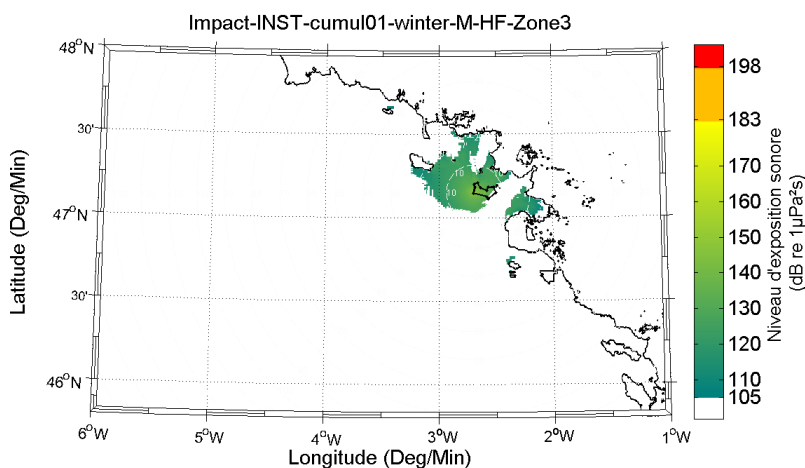 Impact-INST-cumul01-winter-M-HF-Zone3
48°N
30'
47°N
30'
46°N
6°W
5°W
4°W
3°W
2°W
1°W
Longitude (Deg/Min)
Latitude (Deg/Min)
10
10
198
183
170
160
150
140
130
120
110
105
Niveau d'exposition sonore
(dB re 1µPa²s)